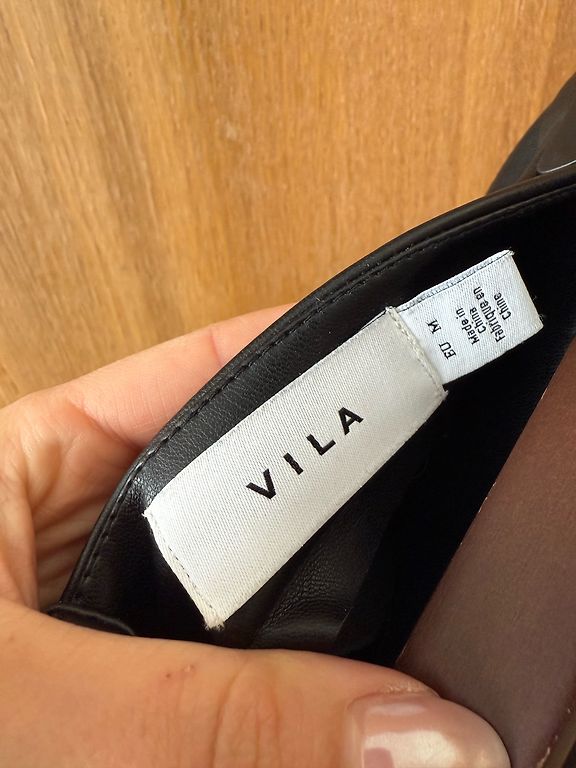 VILA
EU M
Made in
China
Fabriqué en
Chine